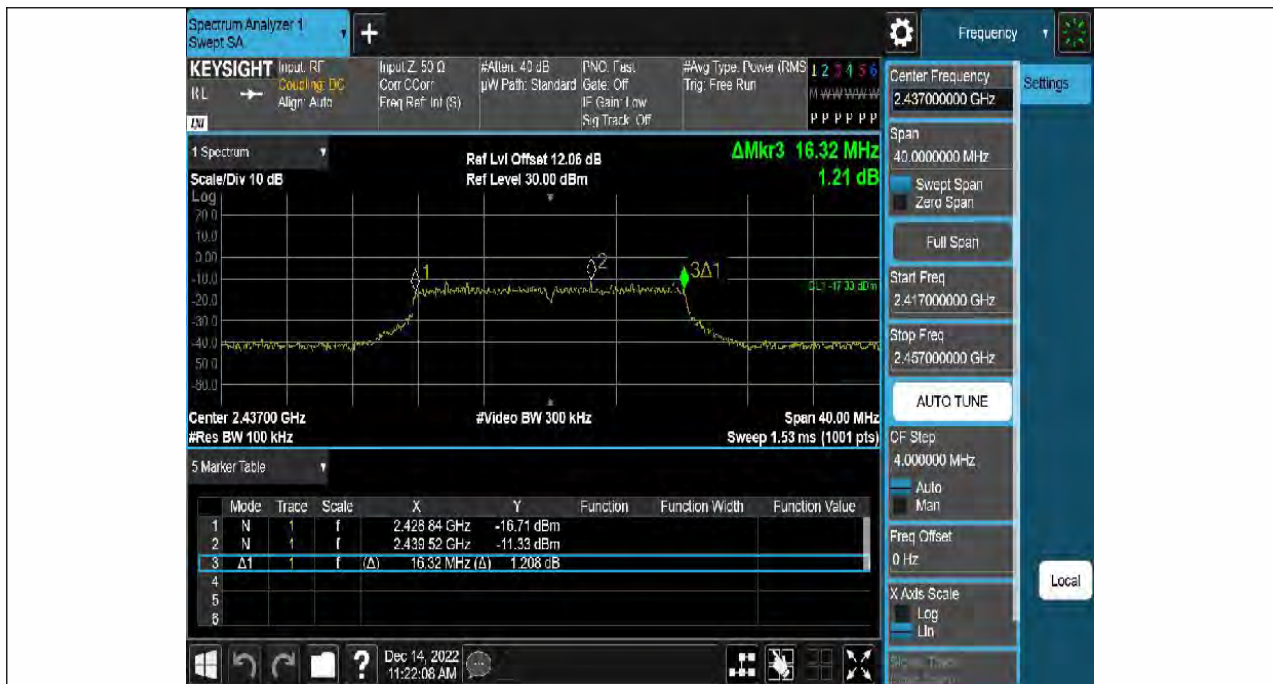 Spectrum Analyzer 1
Swept SA
+
Frequency
KEYSIGHT
RL
LXI
Input: RF
Coupling: DC
Align: Auto
Input Z: 50 Ω
Corr CCorr
Freq Ref: Int (S)
#Atten: 40 dB
µW Path: Standard
PNO: Fast
Gate: Off
IF Gain: Low
Sig Track: Off
#Avg Type: Power (RMS
Trig: Free Run
1 2 3 4 5 6
M W W W W W
P P P P P P
1 Spectrum
Scale/Div 10 dB
Log
Ref Lvl Offset 12.06 dB
Ref Level 30.00 dBm
ΔMkr3 16.32 MHz
1.21 dB
20.0
10.0
0.00
-10.0
-20.0
-30.0
-40.0
-50.0
-60.0
1
2
3Δ1
DL1 -17.33 dBm
Center 2.43700 GHz
#Res BW 100 kHz
#Video BW 300 kHz
Span 40.00 MHz
Sweep 1.53 ms (1001 pts)
5 Marker Table
Mode Trace Scale X Y Function Function Width Function Value
1 N 1 f 2.428 84 GHz -16.71 dBm
2 N 1 f 2.439 52 GHz -11.33 dBm
3 Δ1 1 f (Δ) 16.32 MHz (Δ) 1.208 dB
4
5
6
Dec 14, 2022
11:22:08 AM
Center Frequency
2.437000000 GHz
Settings
Span
40.0000000 MHz
Swept Span
Zero Span
Full Span
Start Freq
2.417000000 GHz
Stop Freq
2.457000000 GHz
AUTO TUNE
CF Step
4.000000 MHz
Auto
Man
Freq Offset
0 Hz
X Axis Scale
Log
Lin
Local